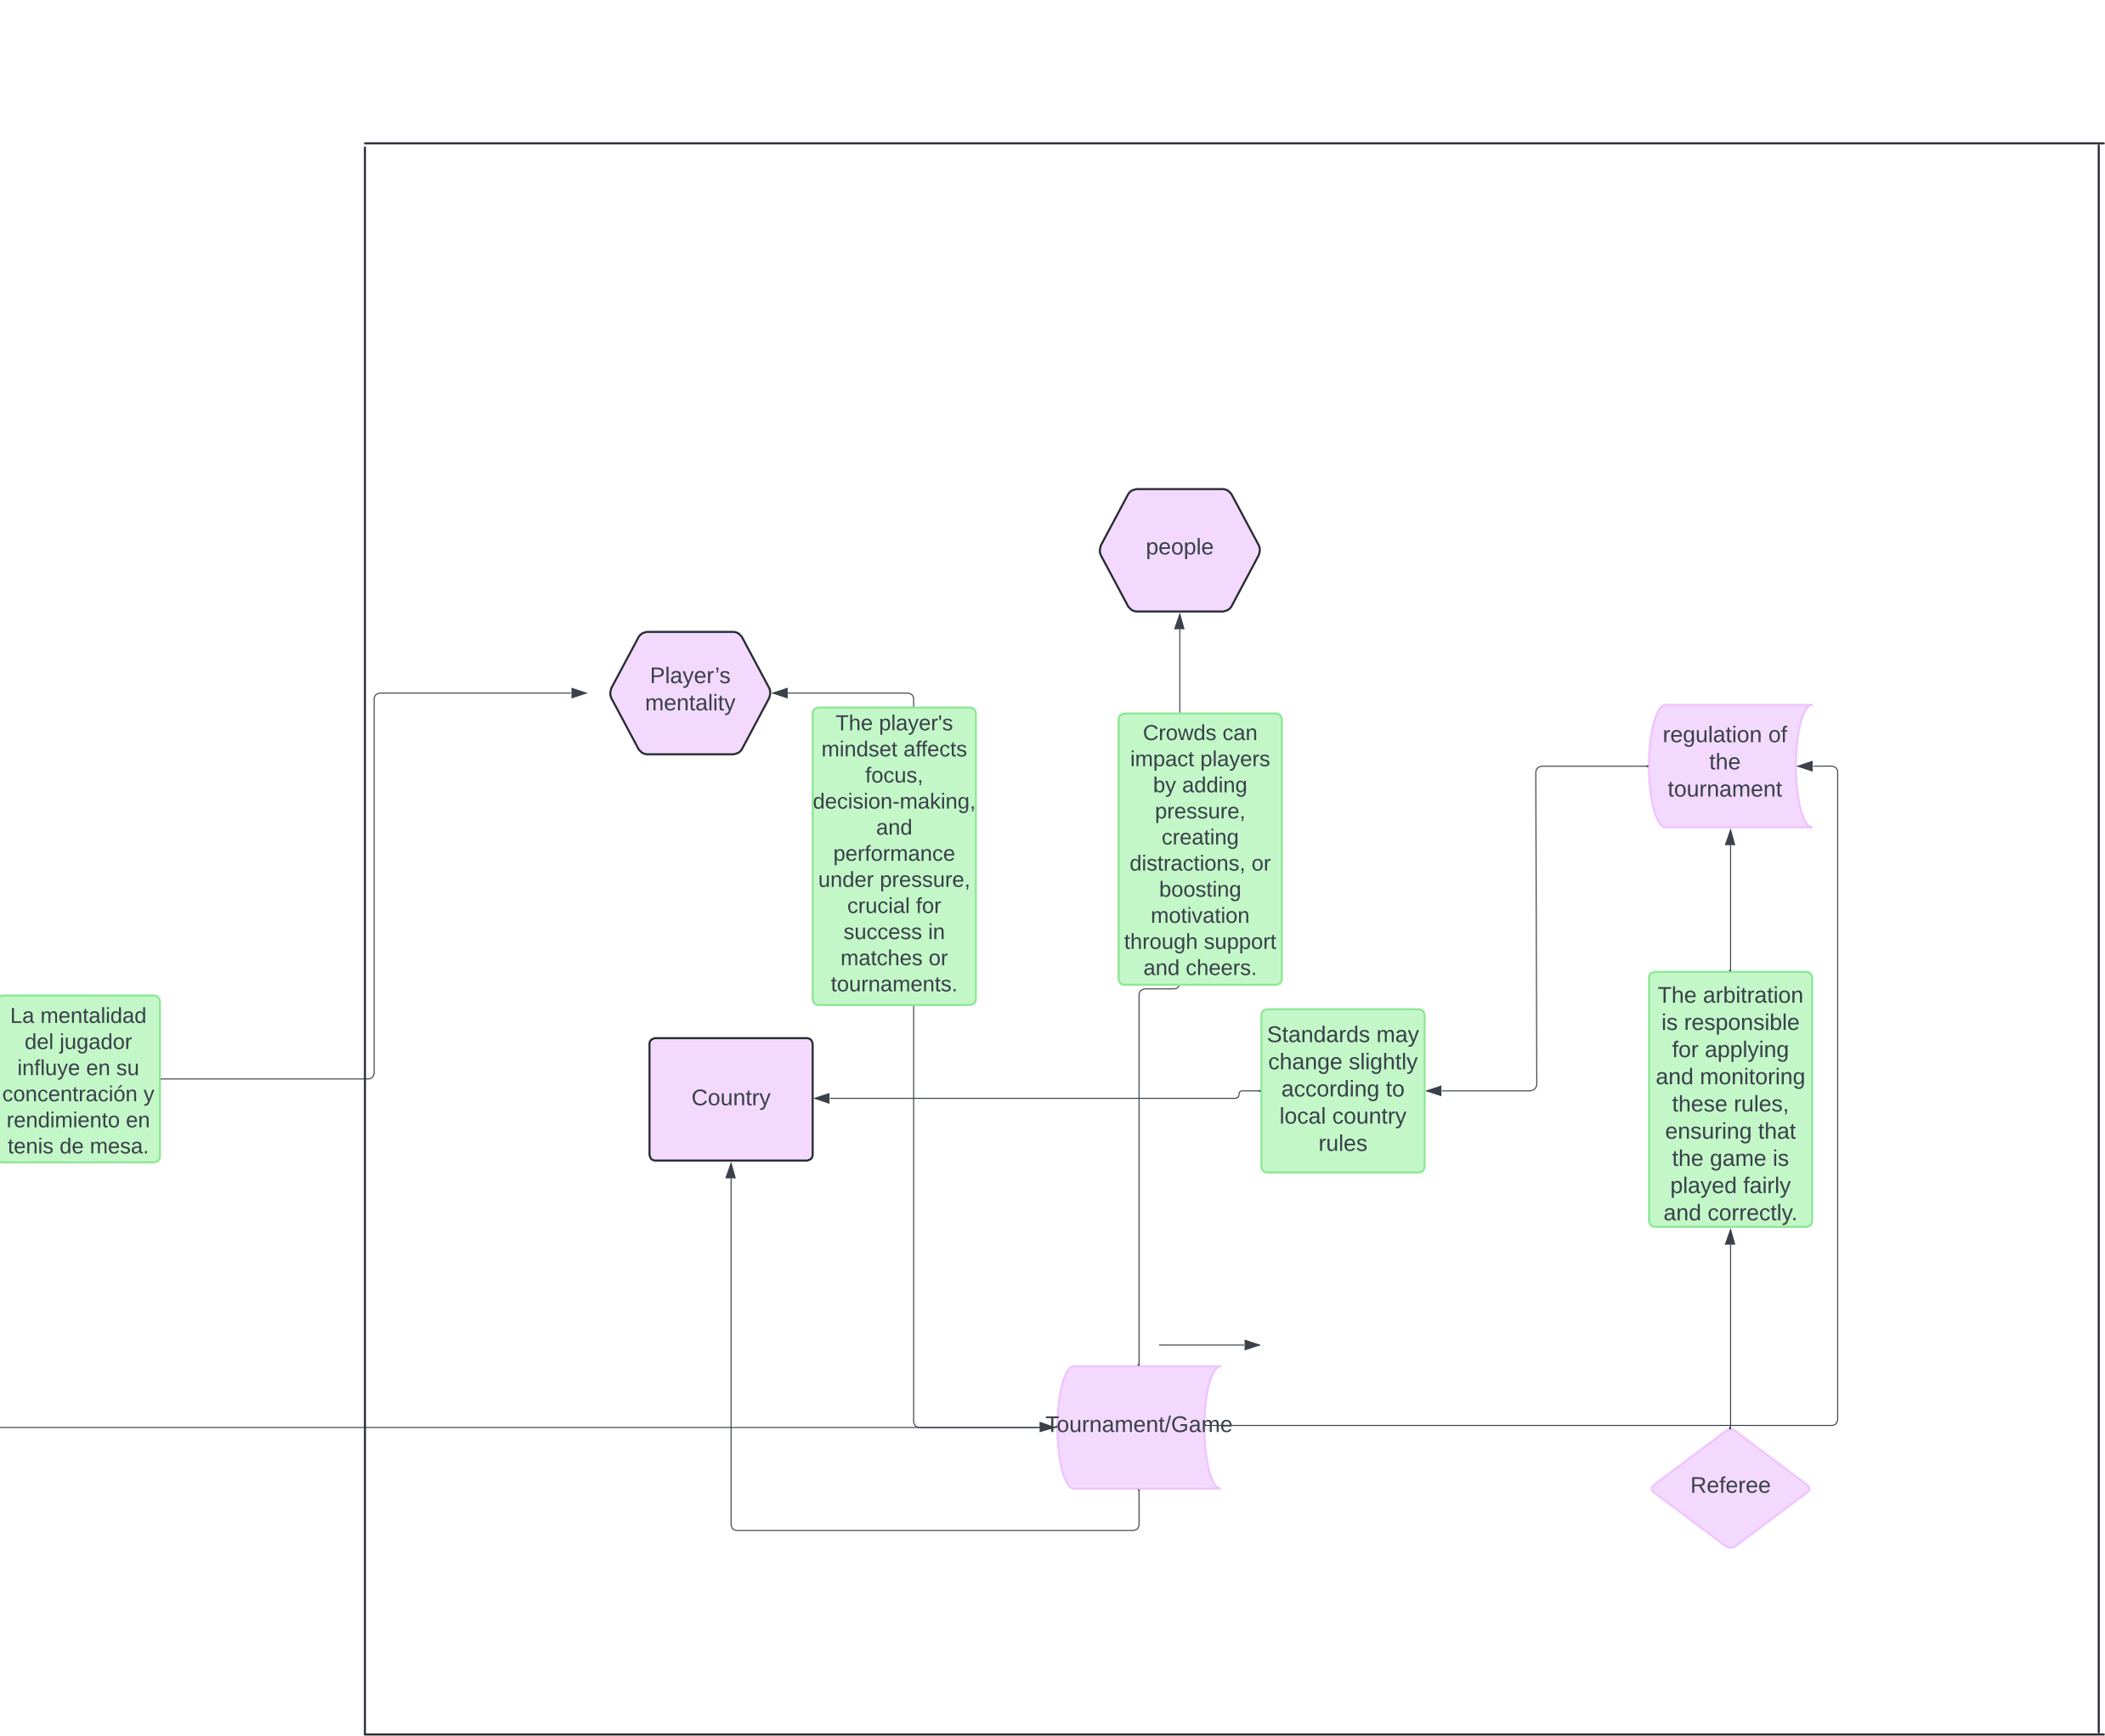 people
Player’s
mentality
The player's
mindset affects
focus,
decision-making,
and
performance
under pressure,
crucial for
success in
matches or
tournaments.
Crowds can
impact players
by adding
pressure,
creating
distractions, or
boosting
motivation
through support
and cheers.
regulation of
the
tournament
La mentalidad
del jugador
influye en su
concentración y
rendimiento en
tenis de mesa.
Country
Standards may
change slightly
according to
local country
rules
The arbitration
is responsible
for applying
and monitoring
these rules,
ensuring that
the game is
played fairly
and correctly.
Tournament/Game
Referee